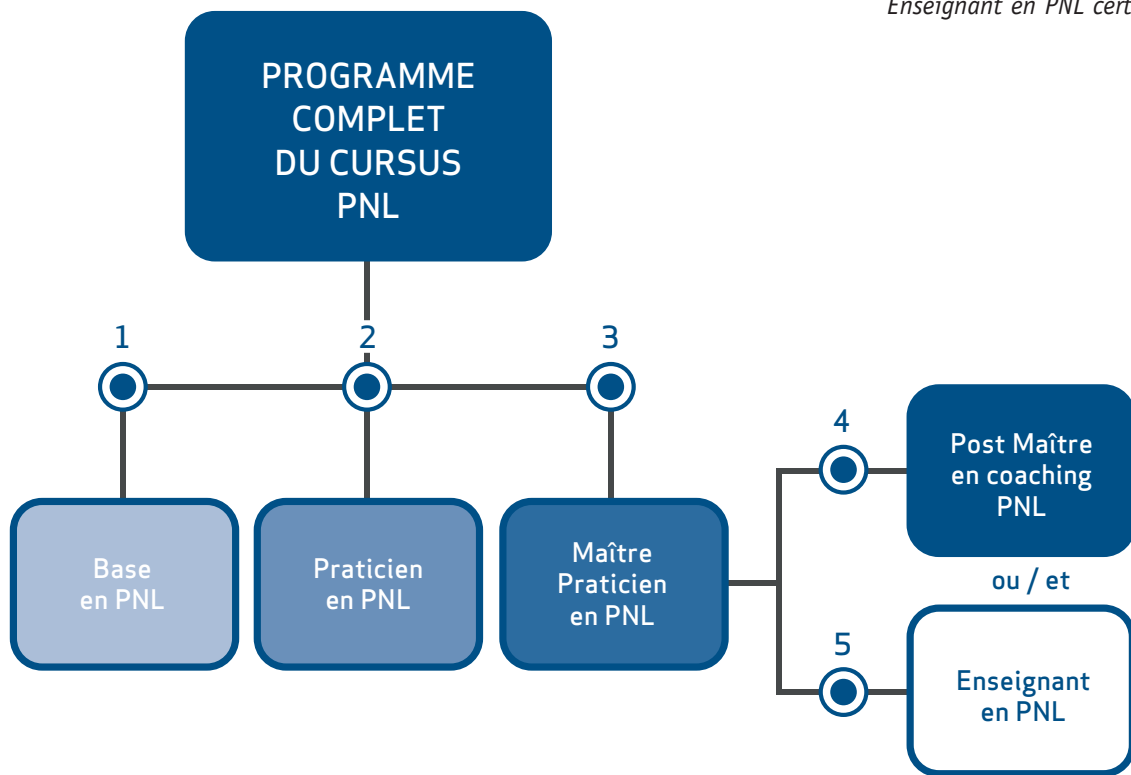 Enseignant en PNL cert
PROGRAMME
COMPLET
DU CURSUS
PNL
1
2
3
Base
en PNL
Praticien
en PNL
Maître
Praticien
en PNL
4
Post Maître
en coaching
PNL
ou / et
5
Enseignant
en PNL